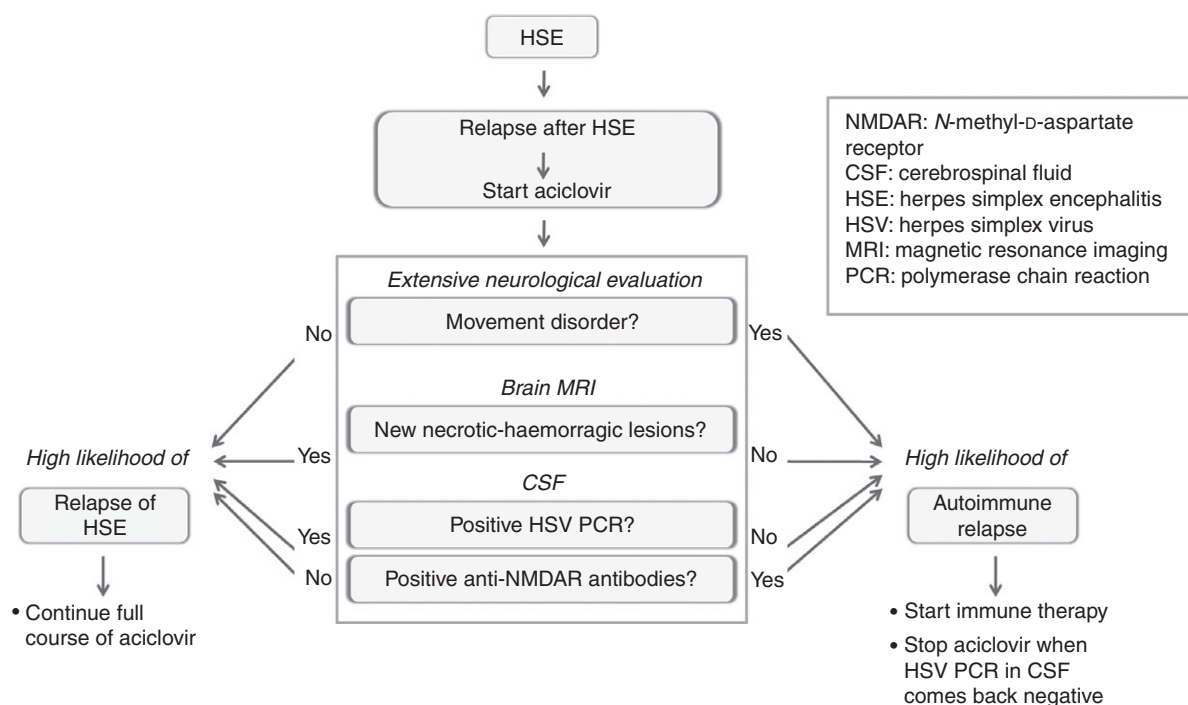 HSE
Relapse after HSE
Start aciclovir
NMDAR: N-methyl-D-aspartate
receptor
CSF: cerebrospinal fluid
HSE: herpes simplex encephalitis
HSV: herpes simplex virus
MRI: magnetic resonance imaging
PCR: polymerase chain reaction
Extensive neurological evaluation
No
Movement disorder?
Yes
Brain MRI
Yes
New necrotic-haemorragic lesions?
No
CSF
Yes
Positive HSV PCR?
No
No
Positive anti-NMDAR antibodies?
Yes
High likelihood of
Relapse of
HSE
• Continue full
course of aciclovir
High likelihood of
Autoimmune
relapse
• Start immune therapy
• Stop aciclovir when
HSV PCR in CSF
comes back negative